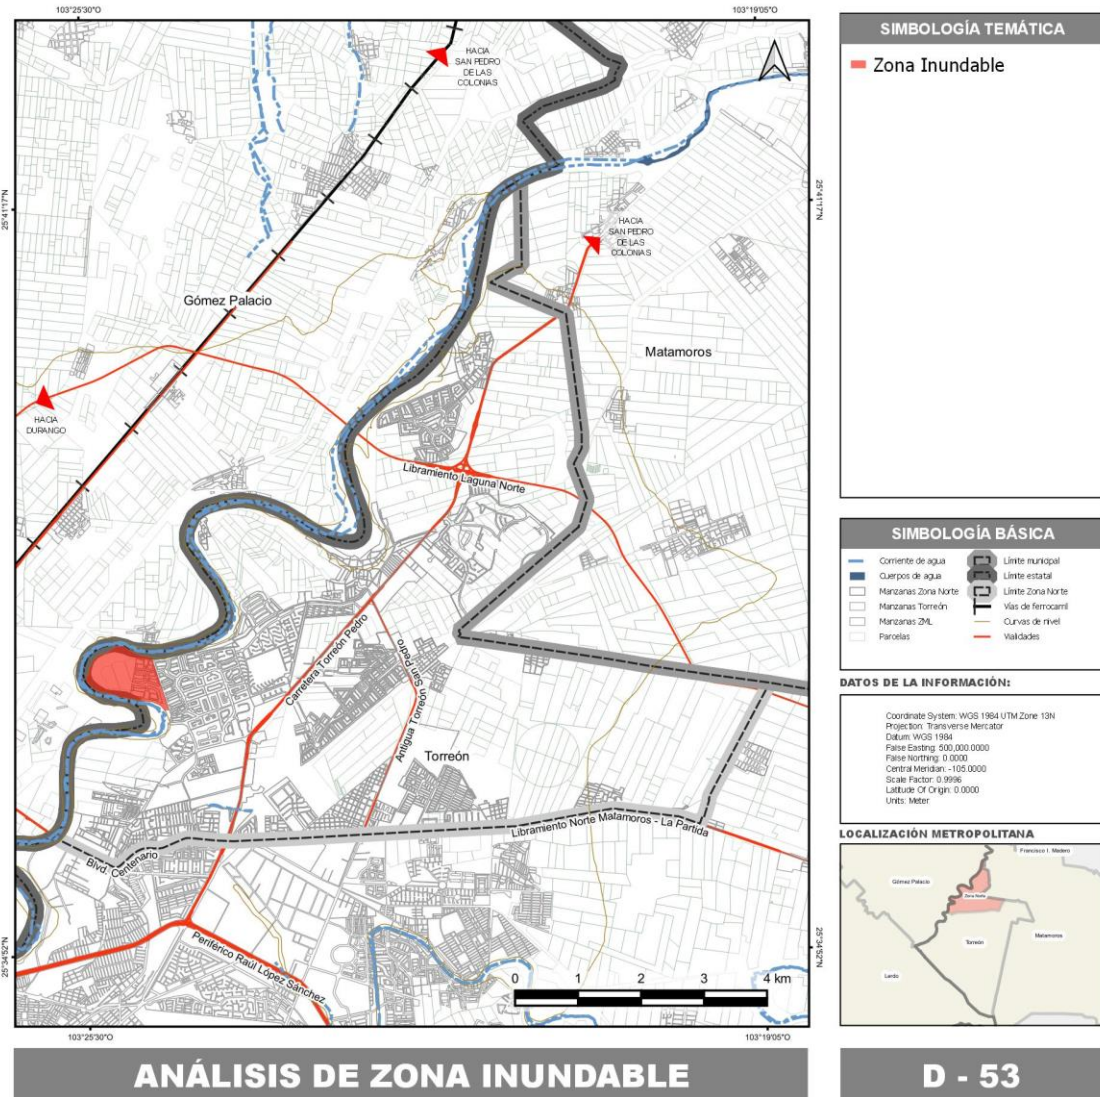 103°25'30"O
103°19'05"O
25°41'17"N
25°41'17"N
HACIA
SAN PEDRO
DE LAS
COLONIAS
HACIA
SAN PEDRO
DE LAS
COLONIAS
Gómez Palacio
Matamoros
HACIA
DURANGO
Libramiento Laguna Norte
Carretera Torreón Pedro
Antigua Torreón San Pedro
Torreón
Libramiento Norte Matamoros - La Partida
Blvd. Centenario
Periférico Raúl López Sánchez
25°34'52"N
25°34'52"N
0 1 2 3 4 km
103°25'30"O
103°19'05"O
ANÁLISIS DE ZONA INUNDABLE
SIMBOLOGÍA TEMÁTICA
Zona Inundable
SIMBOLOGÍA BÁSICA
Corriente de agua
Cuerpos de agua
Manzanas Zona Norte
Manzanas Torreón
Manzanas ZML
Parcelas
Límite municipal
Límite estatal
Límite Zona Norte
Vías de ferrocarril
Curvas de nivel
Vialidades
DATOS DE LA INFORMACIÓN:
Coordinate System: WGS 1984 UTM Zone 13N
Projection: Transverse Mercator
Datum: WGS 1984
False Easting: 500,000.0000
False Northing: 0.0000
Central Meridian: -105.0000
Scale Factor: 0.9996
Latitude Of Origin: 0.0000
Units: Meter
LOCALIZACIÓN METROPOLITANA
Francisco I. Madero
Gómez Palacio
Zona Norte
Matamoros
Torreón
Lerdo
D - 53